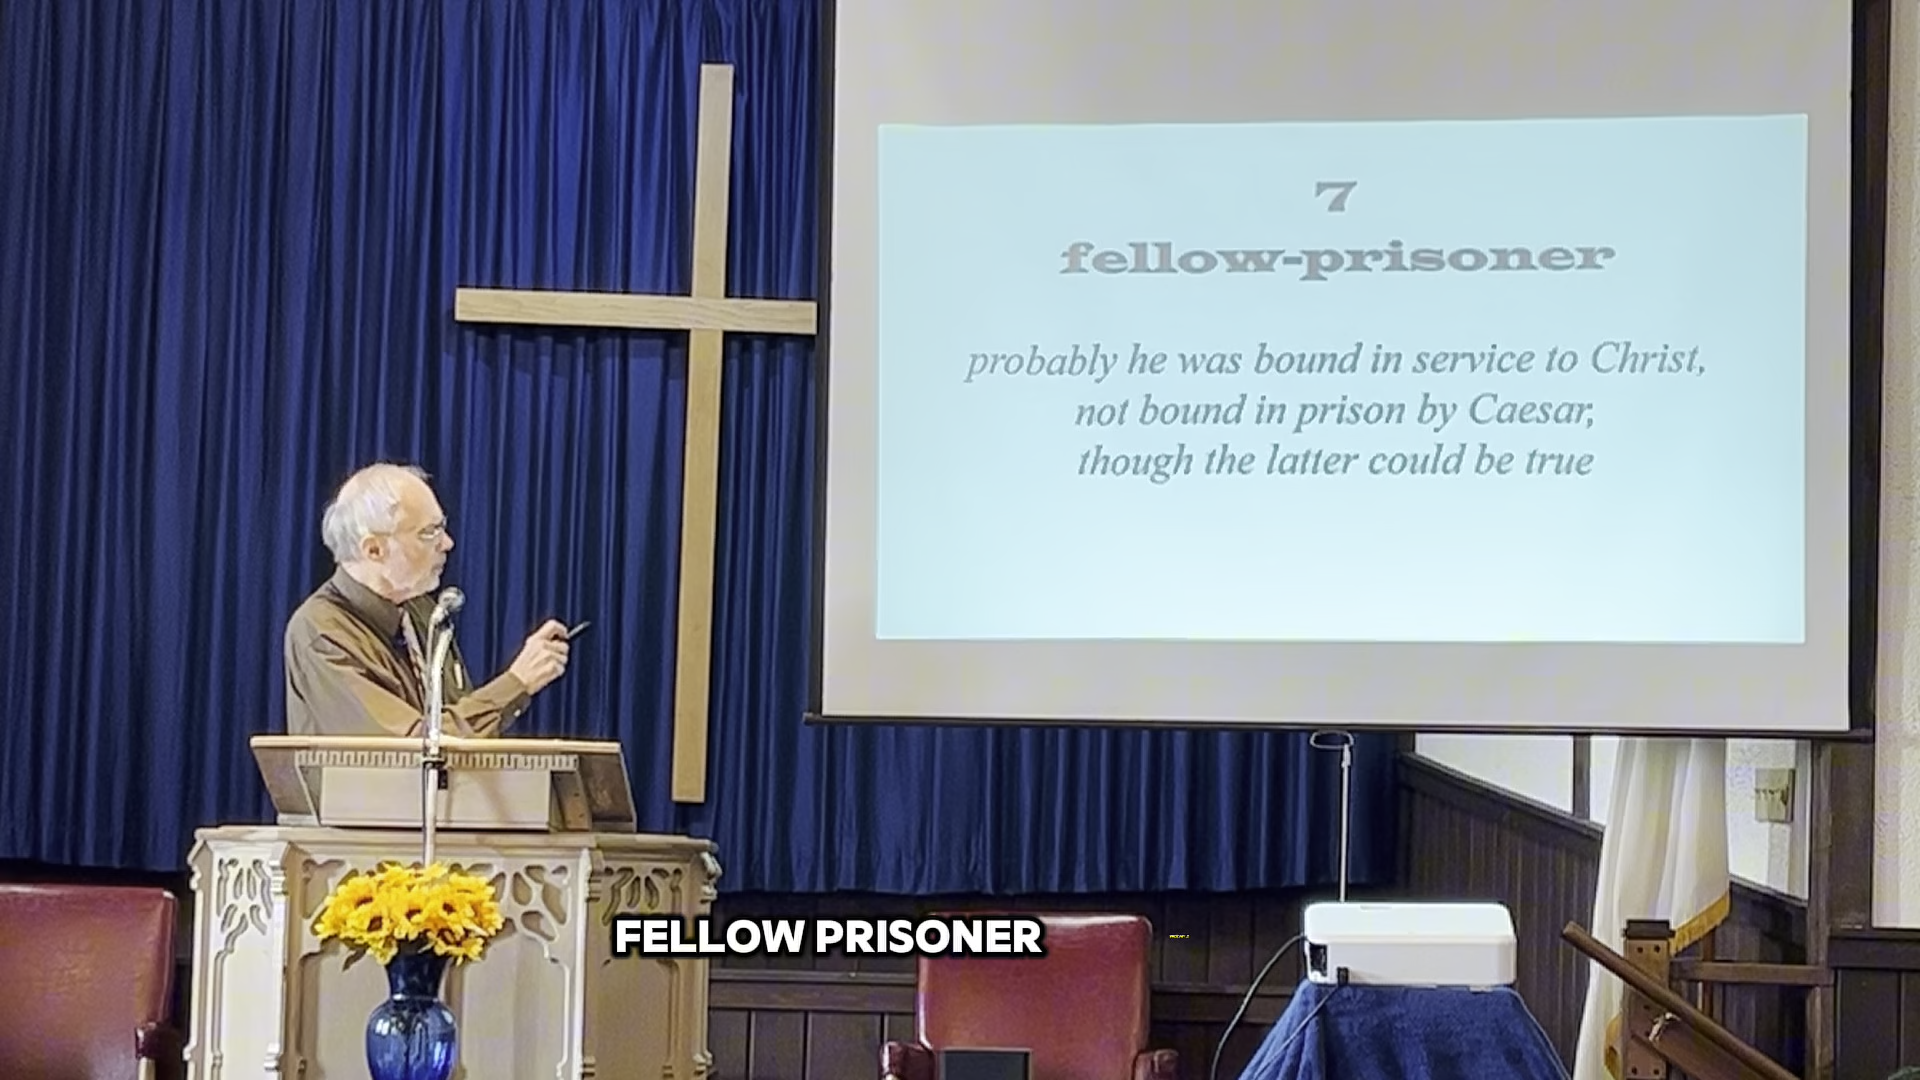 7
fellow-prisoner
probably he was bound in service to Christ,
not bound in prison by Caesar,
though the latter could be true
FELLOW PRISONER